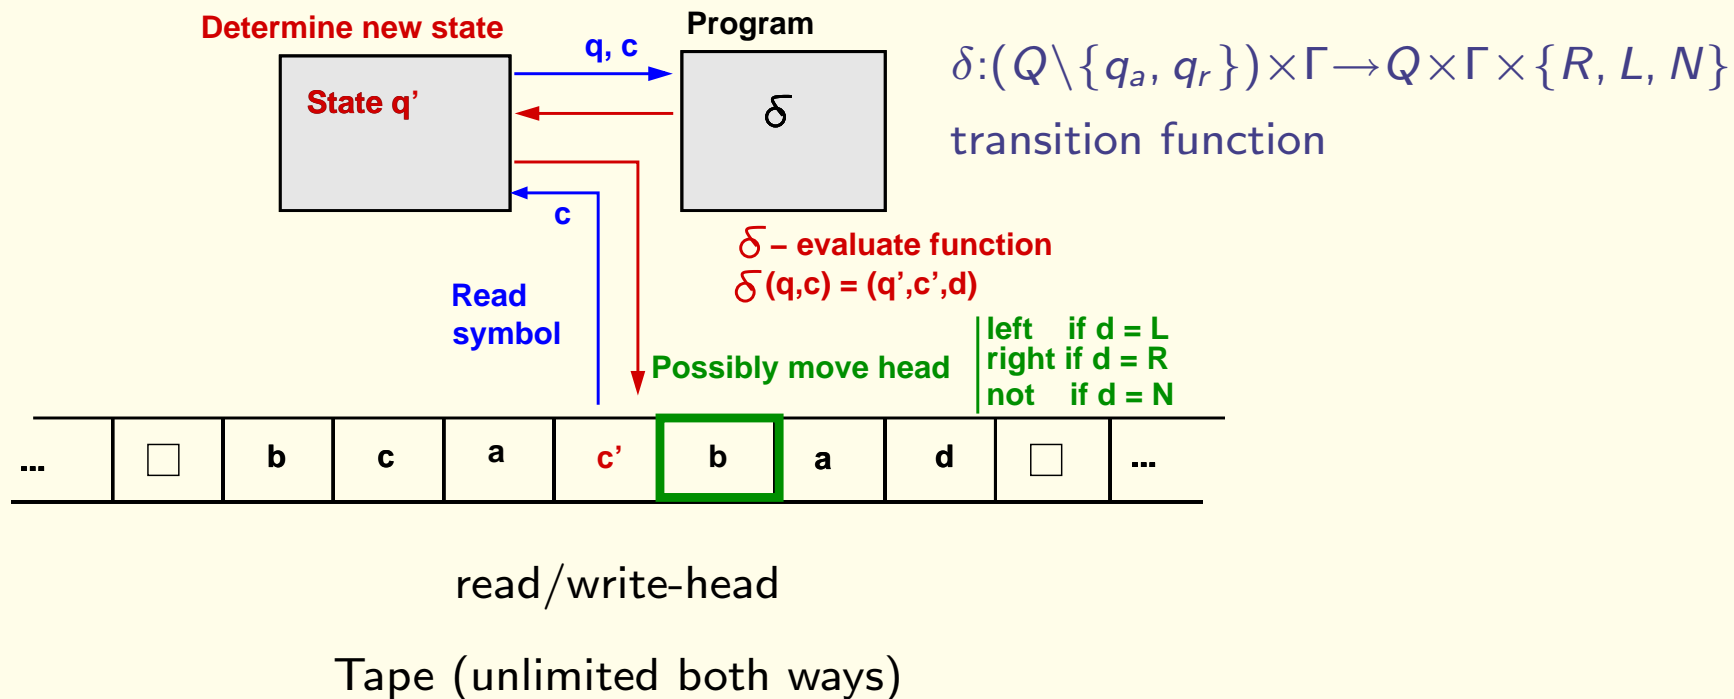 Determine new state
Program
q, c
State q’
δ
δ:(Q\{qₐ, qᵣ})×Γ→Q×Γ×{R, L, N}
transition function
c
δ – evaluate function
δ(q,c) = (q’,c’,d)
Read
symbol
Possibly move head
left if d = L
right if d = R
not if d = N
... □ b c a c’ b a d □ ...
read/write-head
Tape (unlimited both ways)